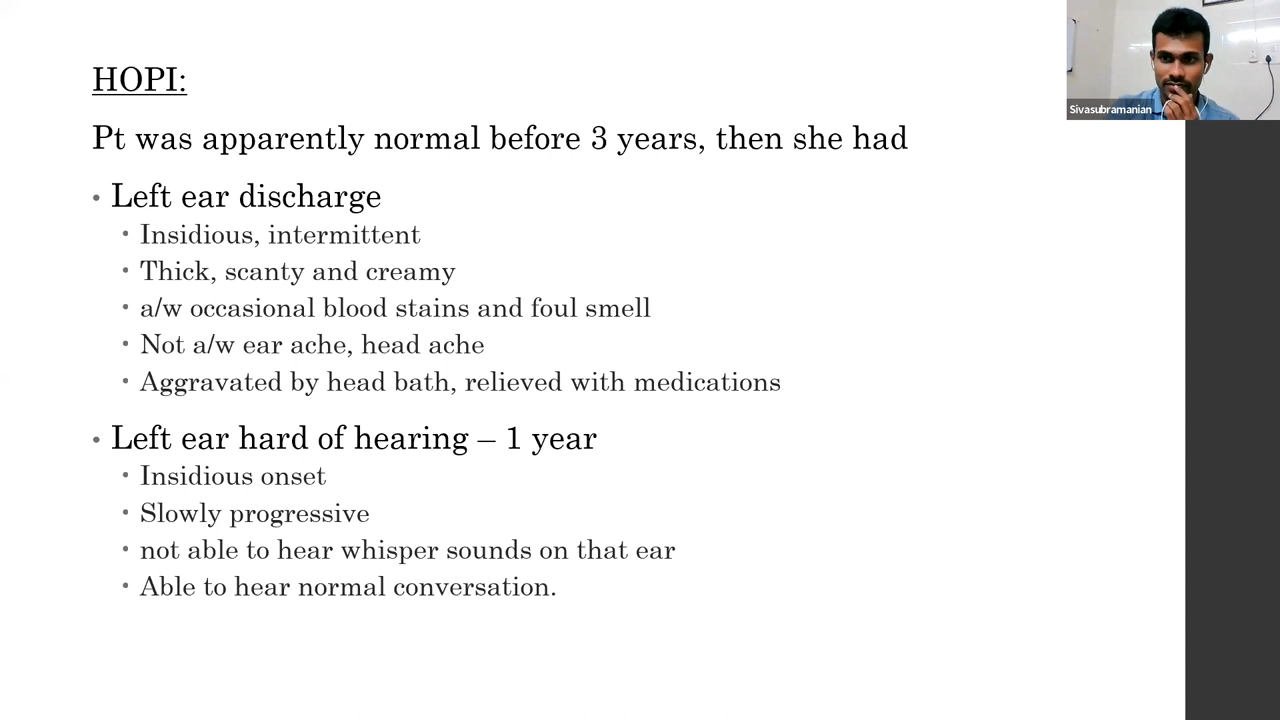 HOPI:
Sivasubramanian
Pt was apparently normal before 3 years, then she had
• Left ear discharge
• Insidious, intermittent
• Thick, scanty and creamy
• a/w occasional blood stains and foul smell
• Not a/w ear ache, head ache
• Aggravated by head bath, relieved with medications
• Left ear hard of hearing – 1 year
• Insidious onset
• Slowly progressive
• not able to hear whisper sounds on that ear
• Able to hear normal conversation.